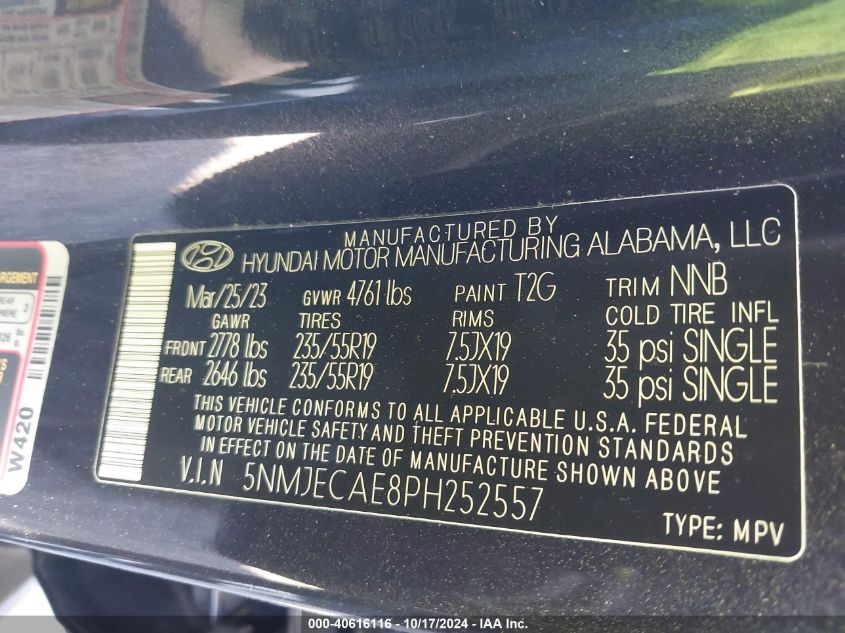 MANUFACTURED BY
HYUNDAI MOTOR MANUFACTURING ALABAMA, LLC
Mar/25/23 GVWR 4761 lbs PAINT T2G TRIM NNB
GAWR TIRES RIMS COLD TIRE INFL
FRONT 2778 lbs 235/55R19 7.5JX19 35 psi SINGLE
REAR 2646 lbs 235/55R19 7.5JX19 35 psi SINGLE
THIS VEHICLE CONFORMS TO ALL APPLICABLE U.S.A. FEDERAL
MOTOR VEHICLE SAFETY AND THEFT PREVENTION STANDARDS
IN EFFECT ON THE DATE OF MANUFACTURE SHOWN ABOVE
V.I.N 5NMJECAE8PH252557
TYPE: MPV
W420
000-40616116 - 10/17/2024 - IAAI.com